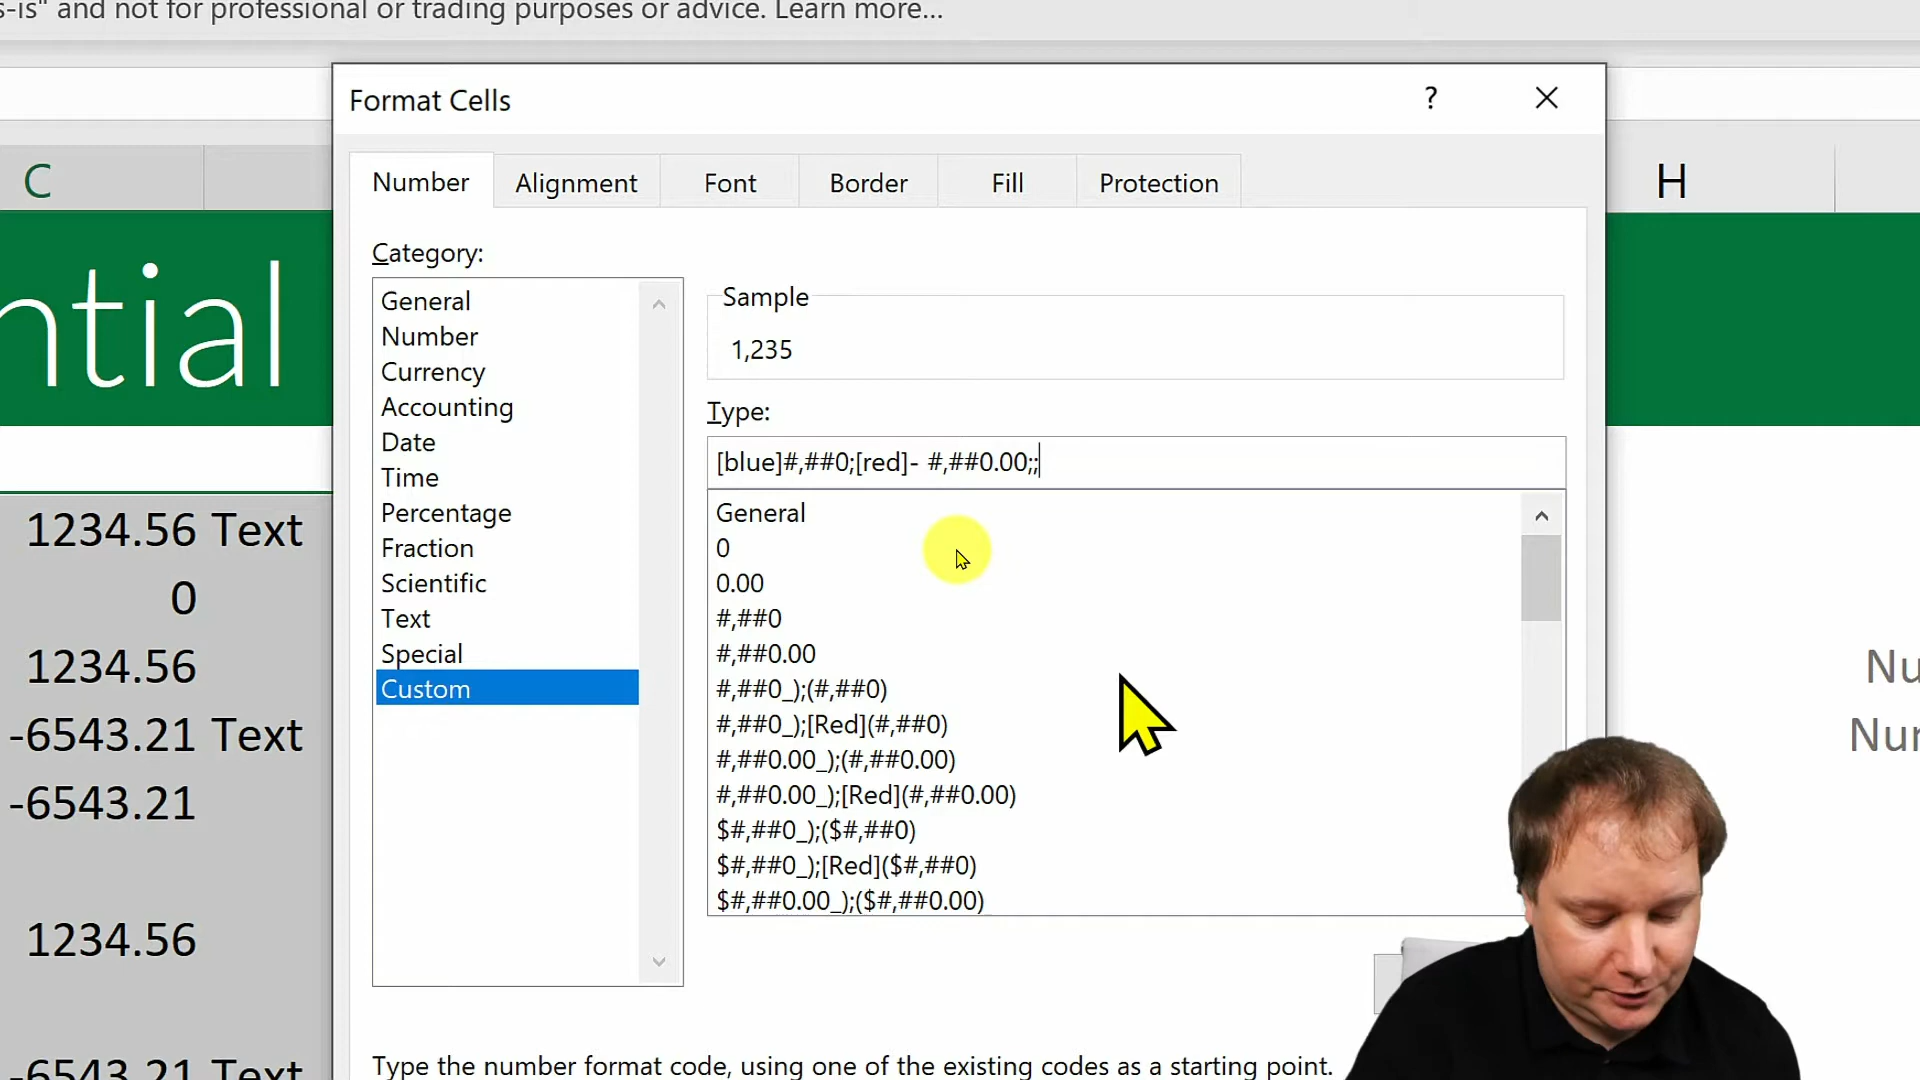 s-is" and not for professional or trading purposes or advice. Learn more...
Format Cells
?
C
H
Number
Alignment
Font
Border
Fill
Protection
ntial
Category:
General
Number
Currency
Accounting
Date
Time
Percentage
Fraction
Scientific
Text
Special
Custom
Sample
1,235
Type:
[blue]#,##0;[red]- #,##0.00;;
General
0
0.00
#,##0
#,##0.00
#,##0_);(#,##0)
#,##0_);[Red](#,##0)
#,##0.00_);(#,##0.00)
#,##0.00_);[Red](#,##0.00)
$#,##0_);($#,##0)
$#,##0_);[Red]($#,##0)
$#,##0.00_);($#,##0.00)
1234.56 Text
0
1234.56
-6543.21 Text
-6543.21
1234.56
-6543.21 Text
Nu
Nur
Type the number format code, using one of the existing codes as a starting point.